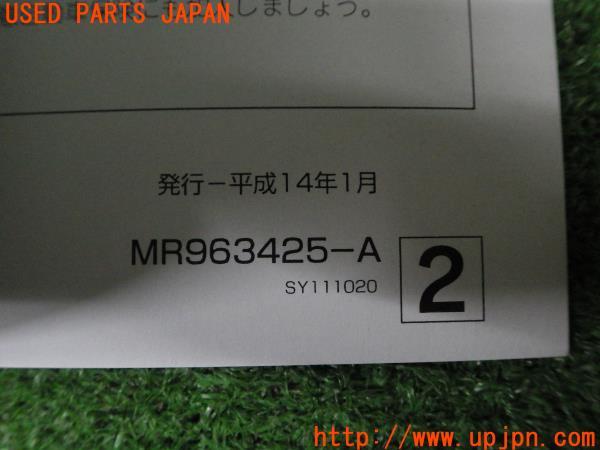 USED PARTS JAPAN
しましょう。
発行－平成14年1月
MR963425-A
SY111020
2
http://www.upjpn.com